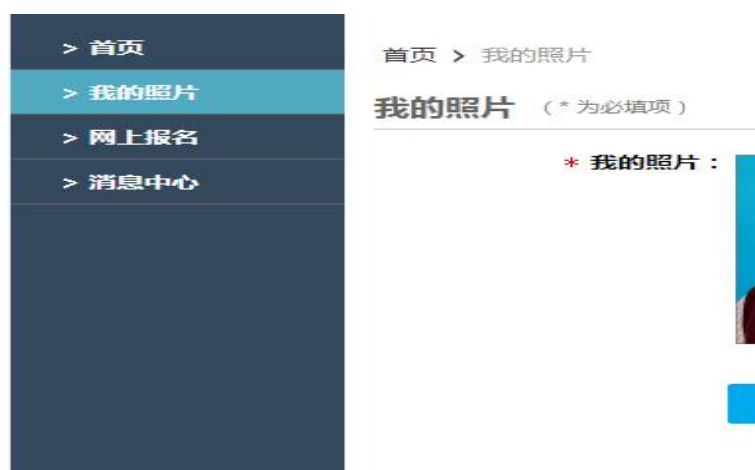 > 首页
> 我的照片
> 网上报名
> 消息中心
首页 > 我的照片
我的照片 (* 为必填项)
* 我的照片：